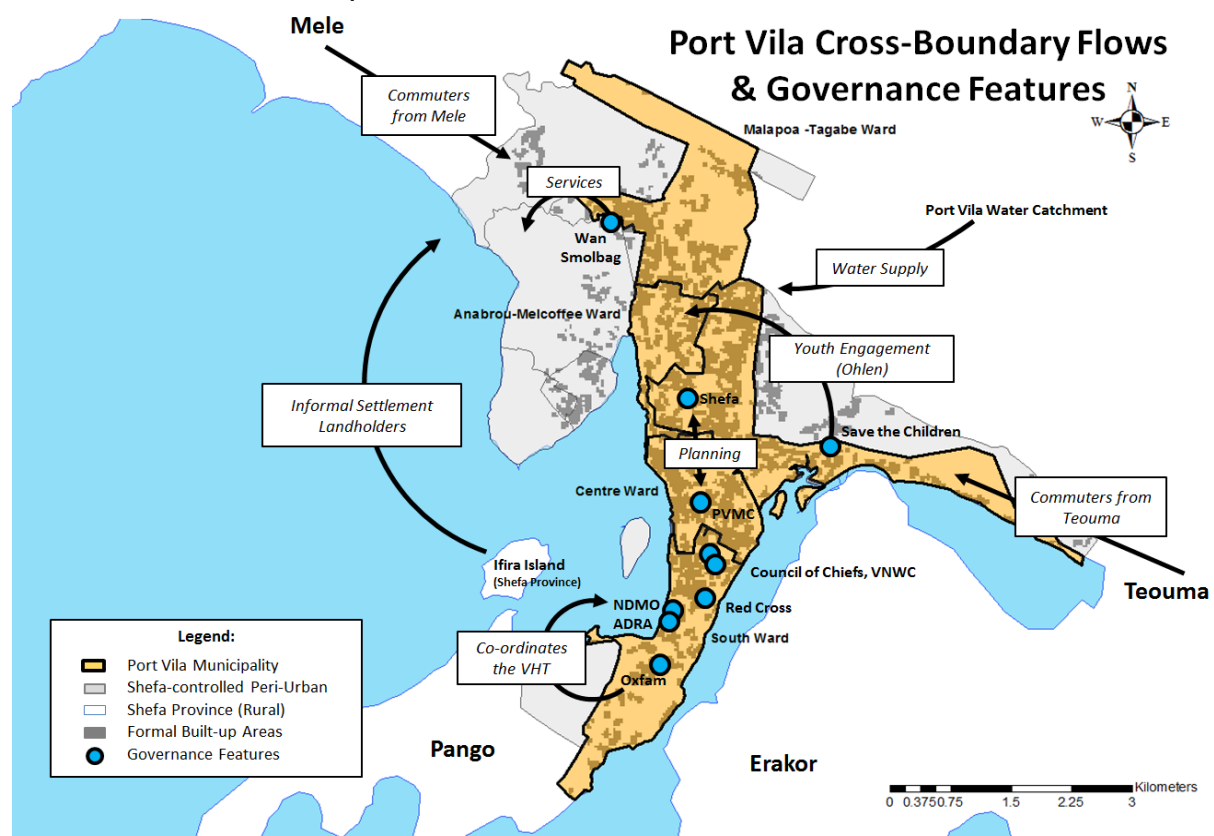 Mele
Port Vila Cross-Boundary Flows
& Governance Features
N
W
E
S
Commuters
from Mele
Malapoa -Tagabe Ward
Services
Port Vila Water Catchment
Wan
Smolbag
Water Supply
Anabrou-Melcoffee Ward
Youth Engagement
(Ohlen)
Informal Settlement
Landholders
Shefa
Save the Children
Planning
Centre Ward
PVMC
Commuters from
Teouma
Ifira Island
(Shefa Province)
Council of Chiefs, VNWC
Teouma
NDMO
ADRA
Red Cross
South Ward
Co-ordinates
the VHT
Oxfam
Legend:
Port Vila Municipality
Shefa-controlled Peri-Urban
Shefa Province (Rural)
Formal Built-up Areas
Governance Features
Pango
Erakor
Kilometers
0 0.375 0.75 1.5 2.25 3